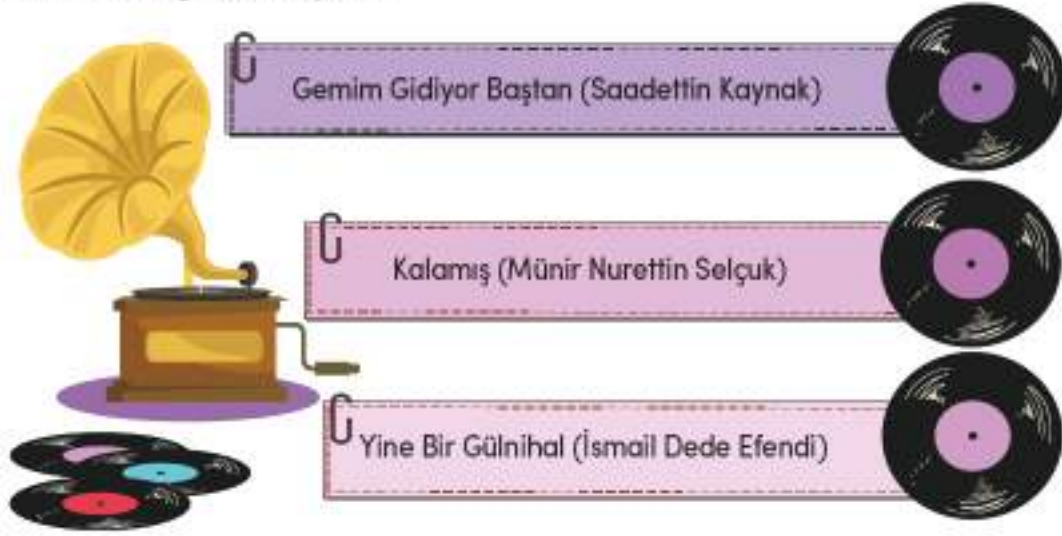 Gemim Gidiyor Baştan (Saadettin Kaynak)
Kalamış (Münir Nurettin Selçuk)
Yine Bir Gülnihal (İsmail Dede Efendi)